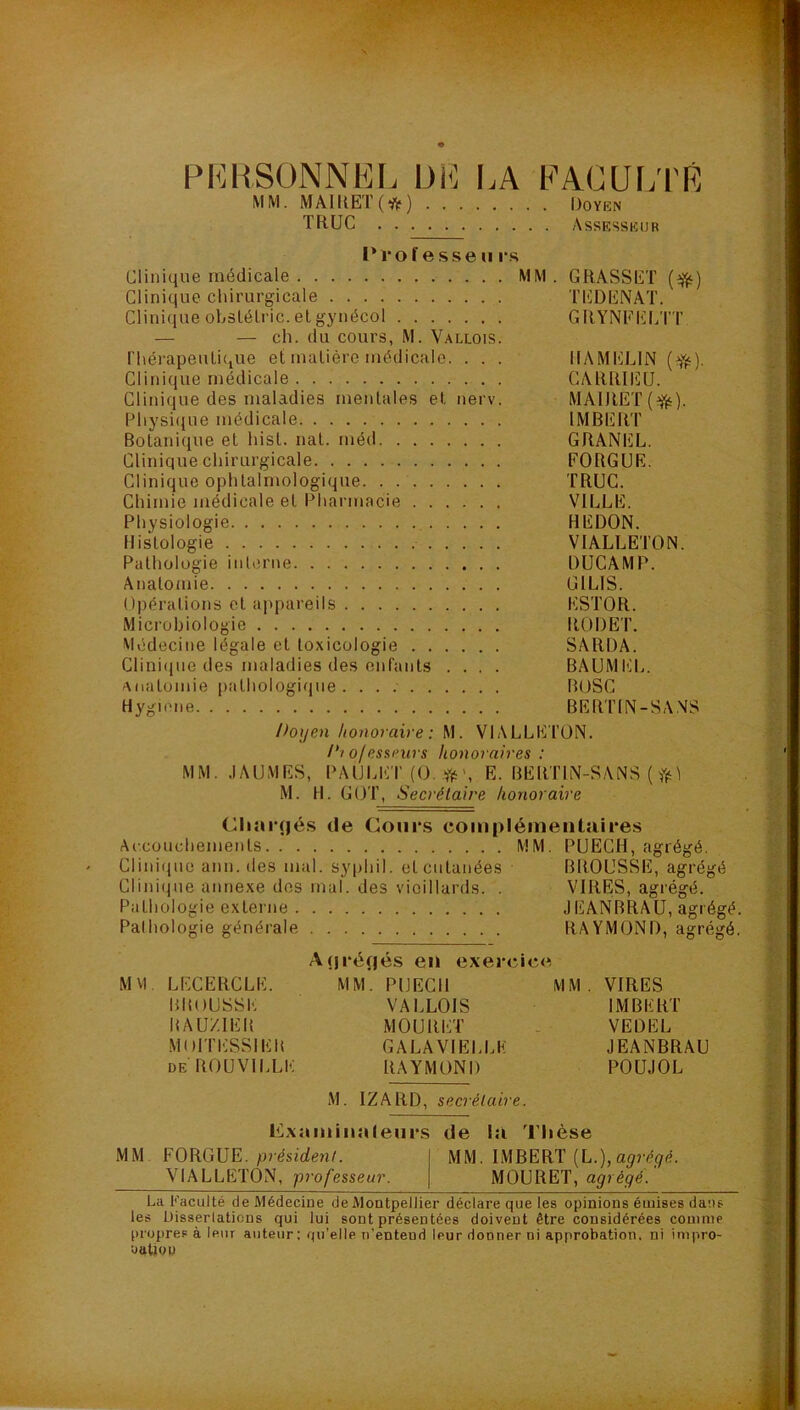 PERSONNEL DE LA FACULTÉ
MM. MAIRET (✻) ........ DOYEN
TRUC ........... ASSESSEUR
Professeurs
Clinique médicale ............. MM. GRASSET (✻)
Clinique chirurgicale ........... TEDENAT.
Clinique obstétric. et gynécol ....... GRYNFELTT
— — ch. du cours, M. VALLOIS.
Thérapeutique et matière médicale. ... HAMELIN (✻).
Clinique médicale ............. CARRIEU.
Clinique des maladies mentales et nerv. MAIRET (✻).
Physique médicale ............. IMBERT
Botanique et hist. nat. méd ........ GRANEL.
Clinique chirurgicale ............ FORGUE.
Clinique ophtalmologique ......... TRUC.
Chimie médicale et Pharmacie ...... VILLE.
Physiologie ................. HEDON.
Histologie ................. VIALLETON.
Pathologie interne ............. DUCAMP.
Anatomie .................. GILIS.
Opérations et appareils .......... ESTOR.
Microbiologie ............... RODET.
Médecine légale et toxicologie ...... SARDA.
Clinique des maladies des enfants .... BAUMEL.
Anatomie pathologique .......... BOSC
Hygiène ................... BERTIN-SANS
Doyen honoraire : M. VIALLETON.
Professeurs honoraires :
MM. JAUMES, PAULET (O. ✻), E. BERTIN-SANS (✻)
M. H. GOT, Secrétaire honoraire
Chargés de Cours complémentaires
Accouchements ............. MM. PUECH, agrégé.
Clinique ann. des mal. syphil. et cutanées BROUSSE, agrégé
Clinique annexe des mal. des vieillards. . VIRES, agrégé.
Pathologie externe ............. JEANBRAU, agrégé.
Pathologie générale ............ RAYMOND, agrégé.
Agrégés en exercice
MM. LECERCLE. MM. PUECH MM. VIRES
BROUSSE VALLOIS IMBERT
RAUZIER MOURET VEDEL
MOITESSIER GALAVIELLE JEANBRAU
DE ROUVILLE RAYMOND POUJOL
M. IZARD, secrétaire.
Examinateurs de la Thèse
MM. FORGUE. président. MM. IMBERT (L.), agrégé.
VIALLETON, professeur. MOURET, agrégé.
La Faculté de Médecine de Montpellier déclare que les opinions émises dans
les Dissertations qui lui sont présentées doivent être considérées comme
propres à leur auteur ; qu'elle n'entend leur donner ni approbation, ni impro-
bation